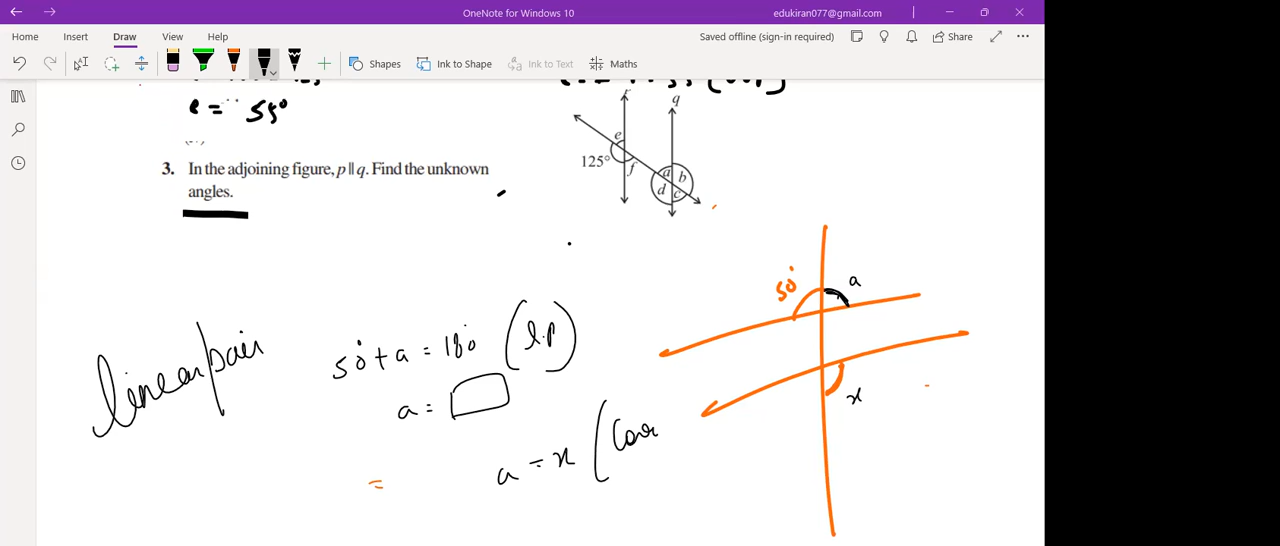 OneNote for Windows 10
edukiran077@gmail.com
Home Insert Draw View Help
Saved offline (sign-in required)
Share
Shapes
Ink to Shape
Ink to Text
Maths
e = 55°
3. In the adjoining figure, p ∥ q. Find the unknown
angles.
r
q
e
125°
f
a
b
d
c
50°
a
x
linear pair
50° + a = 180° (l.p)
a =
a = x (
=